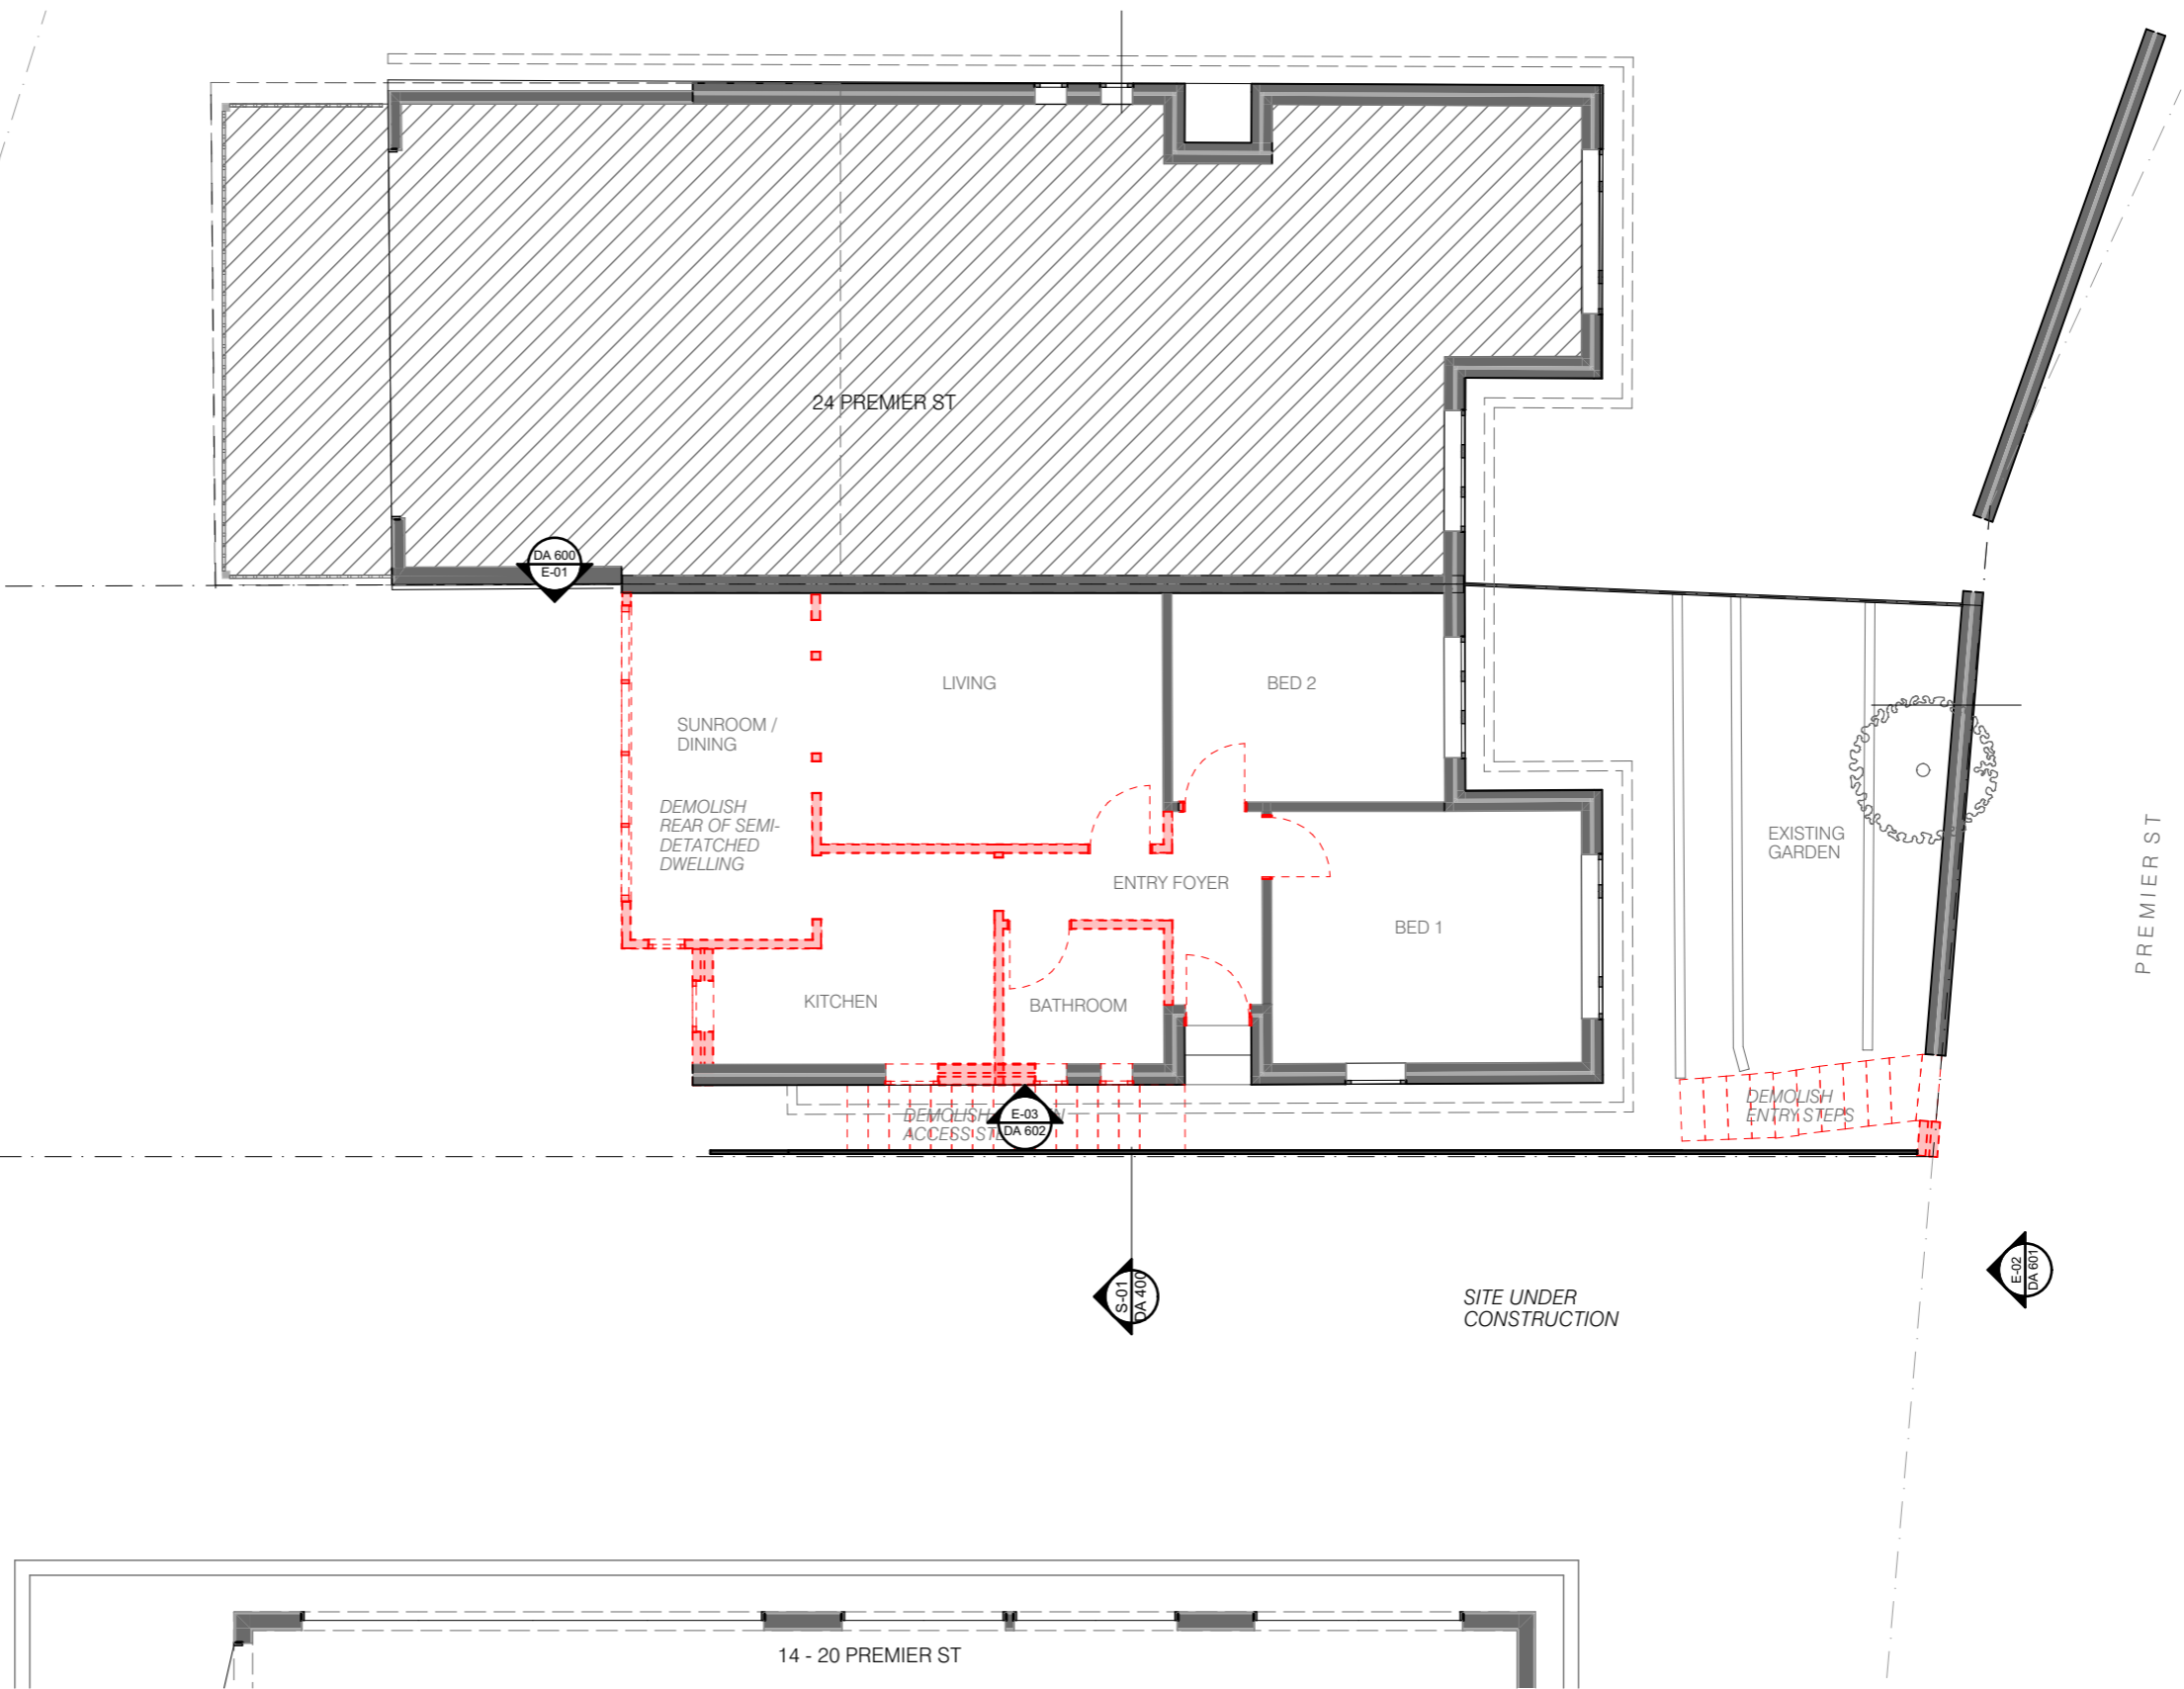 24 PREMIER ST
DA 600
E-01
LIVING
BED 2
SUNROOM /
DINING
DEMOLISH
REAR OF SEMI-
DETATCHED
DWELLING
EXISTING
GARDEN
PREMIER ST
ENTRY FOYER
BED 1
KITCHEN
BATHROOM
DEMOLISH
ACCESS
E-03
DA 602
DEMOLISH
ENTRY STEPS
S-01
DA 400
E-02
DA 601
SITE UNDER
CONSTRUCTION
14 - 20 PREMIER ST